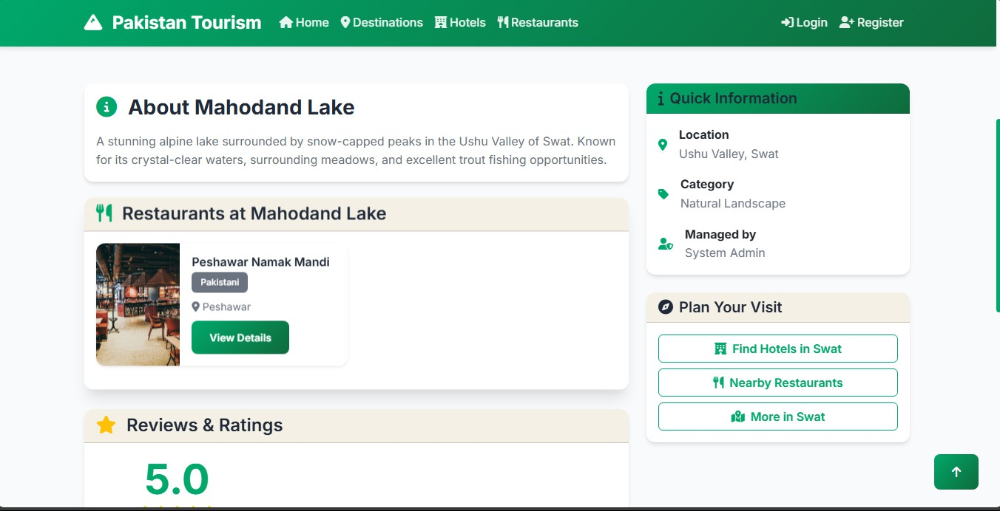 Pakistan Tourism Home Destinations Hotels Restaurants Login Register
About Mahodand Lake
A stunning alpine lake surrounded by snow-capped peaks in the Ushu Valley of Swat. Known
for its crystal-clear waters, surrounding meadows, and excellent trout fishing opportunities.
Restaurants at Mahodand Lake
Peshawar Namak Mandi
Pakistani
Peshawar
View Details
Reviews & Ratings
5.0
Quick Information
Location
Ushu Valley, Swat
Category
Natural Landscape
Managed by
System Admin
Plan Your Visit
Find Hotels in Swat
Nearby Restaurants
More in Swat